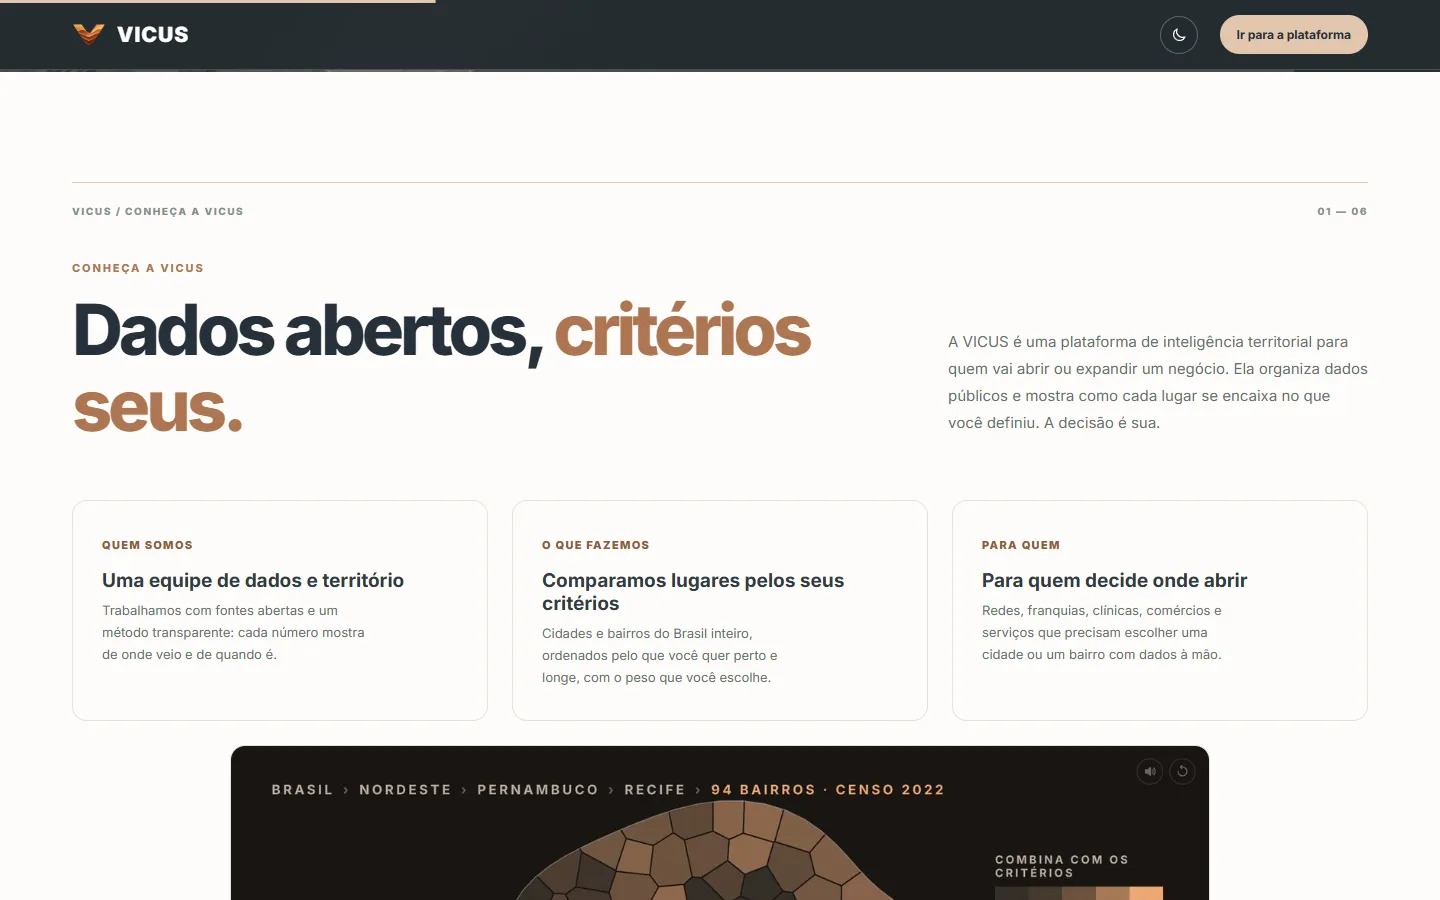 VICUS
Ir para a plataforma
VICUS / CONHEÇA A VICUS
01 — 06
CONHEÇA A VICUS
Dados abertos, critérios
seus.
A VICUS é uma plataforma de inteligência territorial para
quem vai abrir ou expandir um negócio. Ela organiza dados
públicos e mostra como cada lugar se encaixa no que
você definiu. A decisão é sua.
QUEM SOMOS
Uma equipe de dados e território
Trabalhamos com fontes abertas e um
método transparente: cada número mostra
de onde veio e de quando é.
O QUE FAZEMOS
Comparamos lugares pelos seus
critérios
Cidades e bairros do Brasil inteiro,
ordenados pelo que você quer perto e
longe, com o peso que você escolhe.
PARA QUEM
Para quem decide onde abrir
Redes, franquias, clínicas, comércios e
serviços que precisam escolher uma
cidade ou um bairro com dados à mão.
BRASIL › NORDESTE › PERNAMBUCO › RECIFE › 94 BAIRROS · CENSO 2022
COMBINA COM OS
CRITÉRIOS